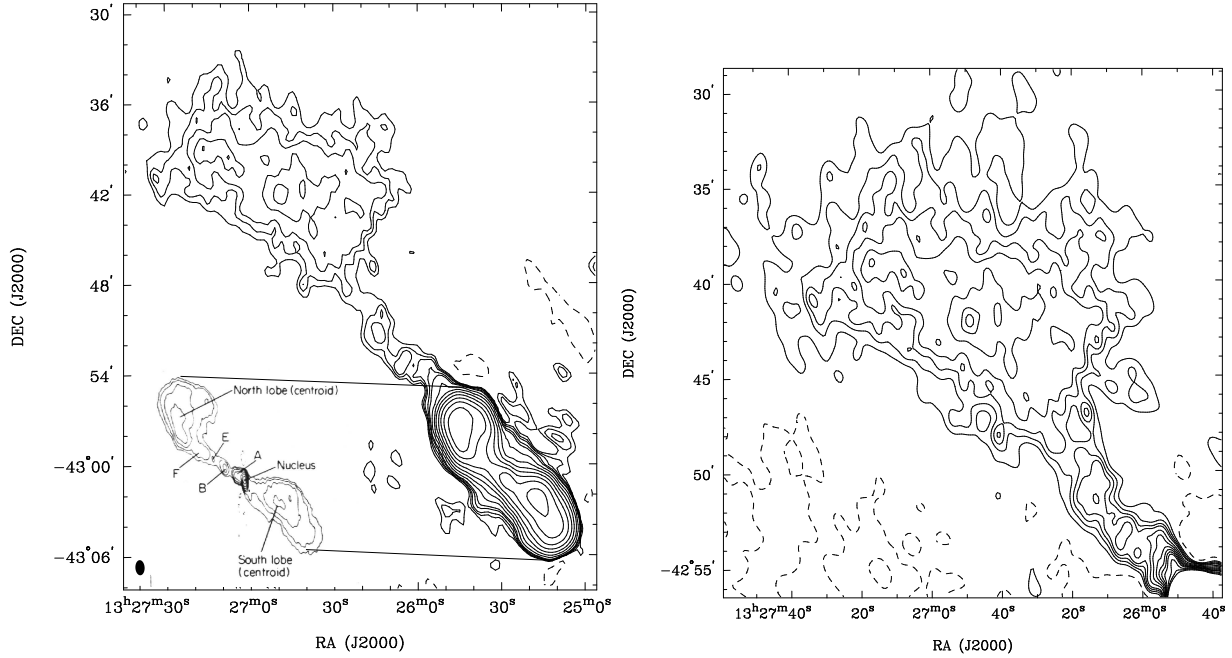 30′
36′
42′
48′
54′
−43°00′
−43°06′
DEC (J2000)
North lobe (centroid)
E
A
F
Nucleus
B
South lobe
(centroid)
13ʰ27ᵐ30ˢ
27ᵐ0ˢ
30ˢ
26ᵐ0ˢ
30ˢ
25ᵐ0ˢ
RA (J2000)
30′
35′
40′
45′
50′
−42°55′
DEC (J2000)
13ʰ27ᵐ40ˢ
20ˢ
27ᵐ0ˢ
40ˢ
20ˢ
26ᵐ0ˢ
40ˢ
RA (J2000)